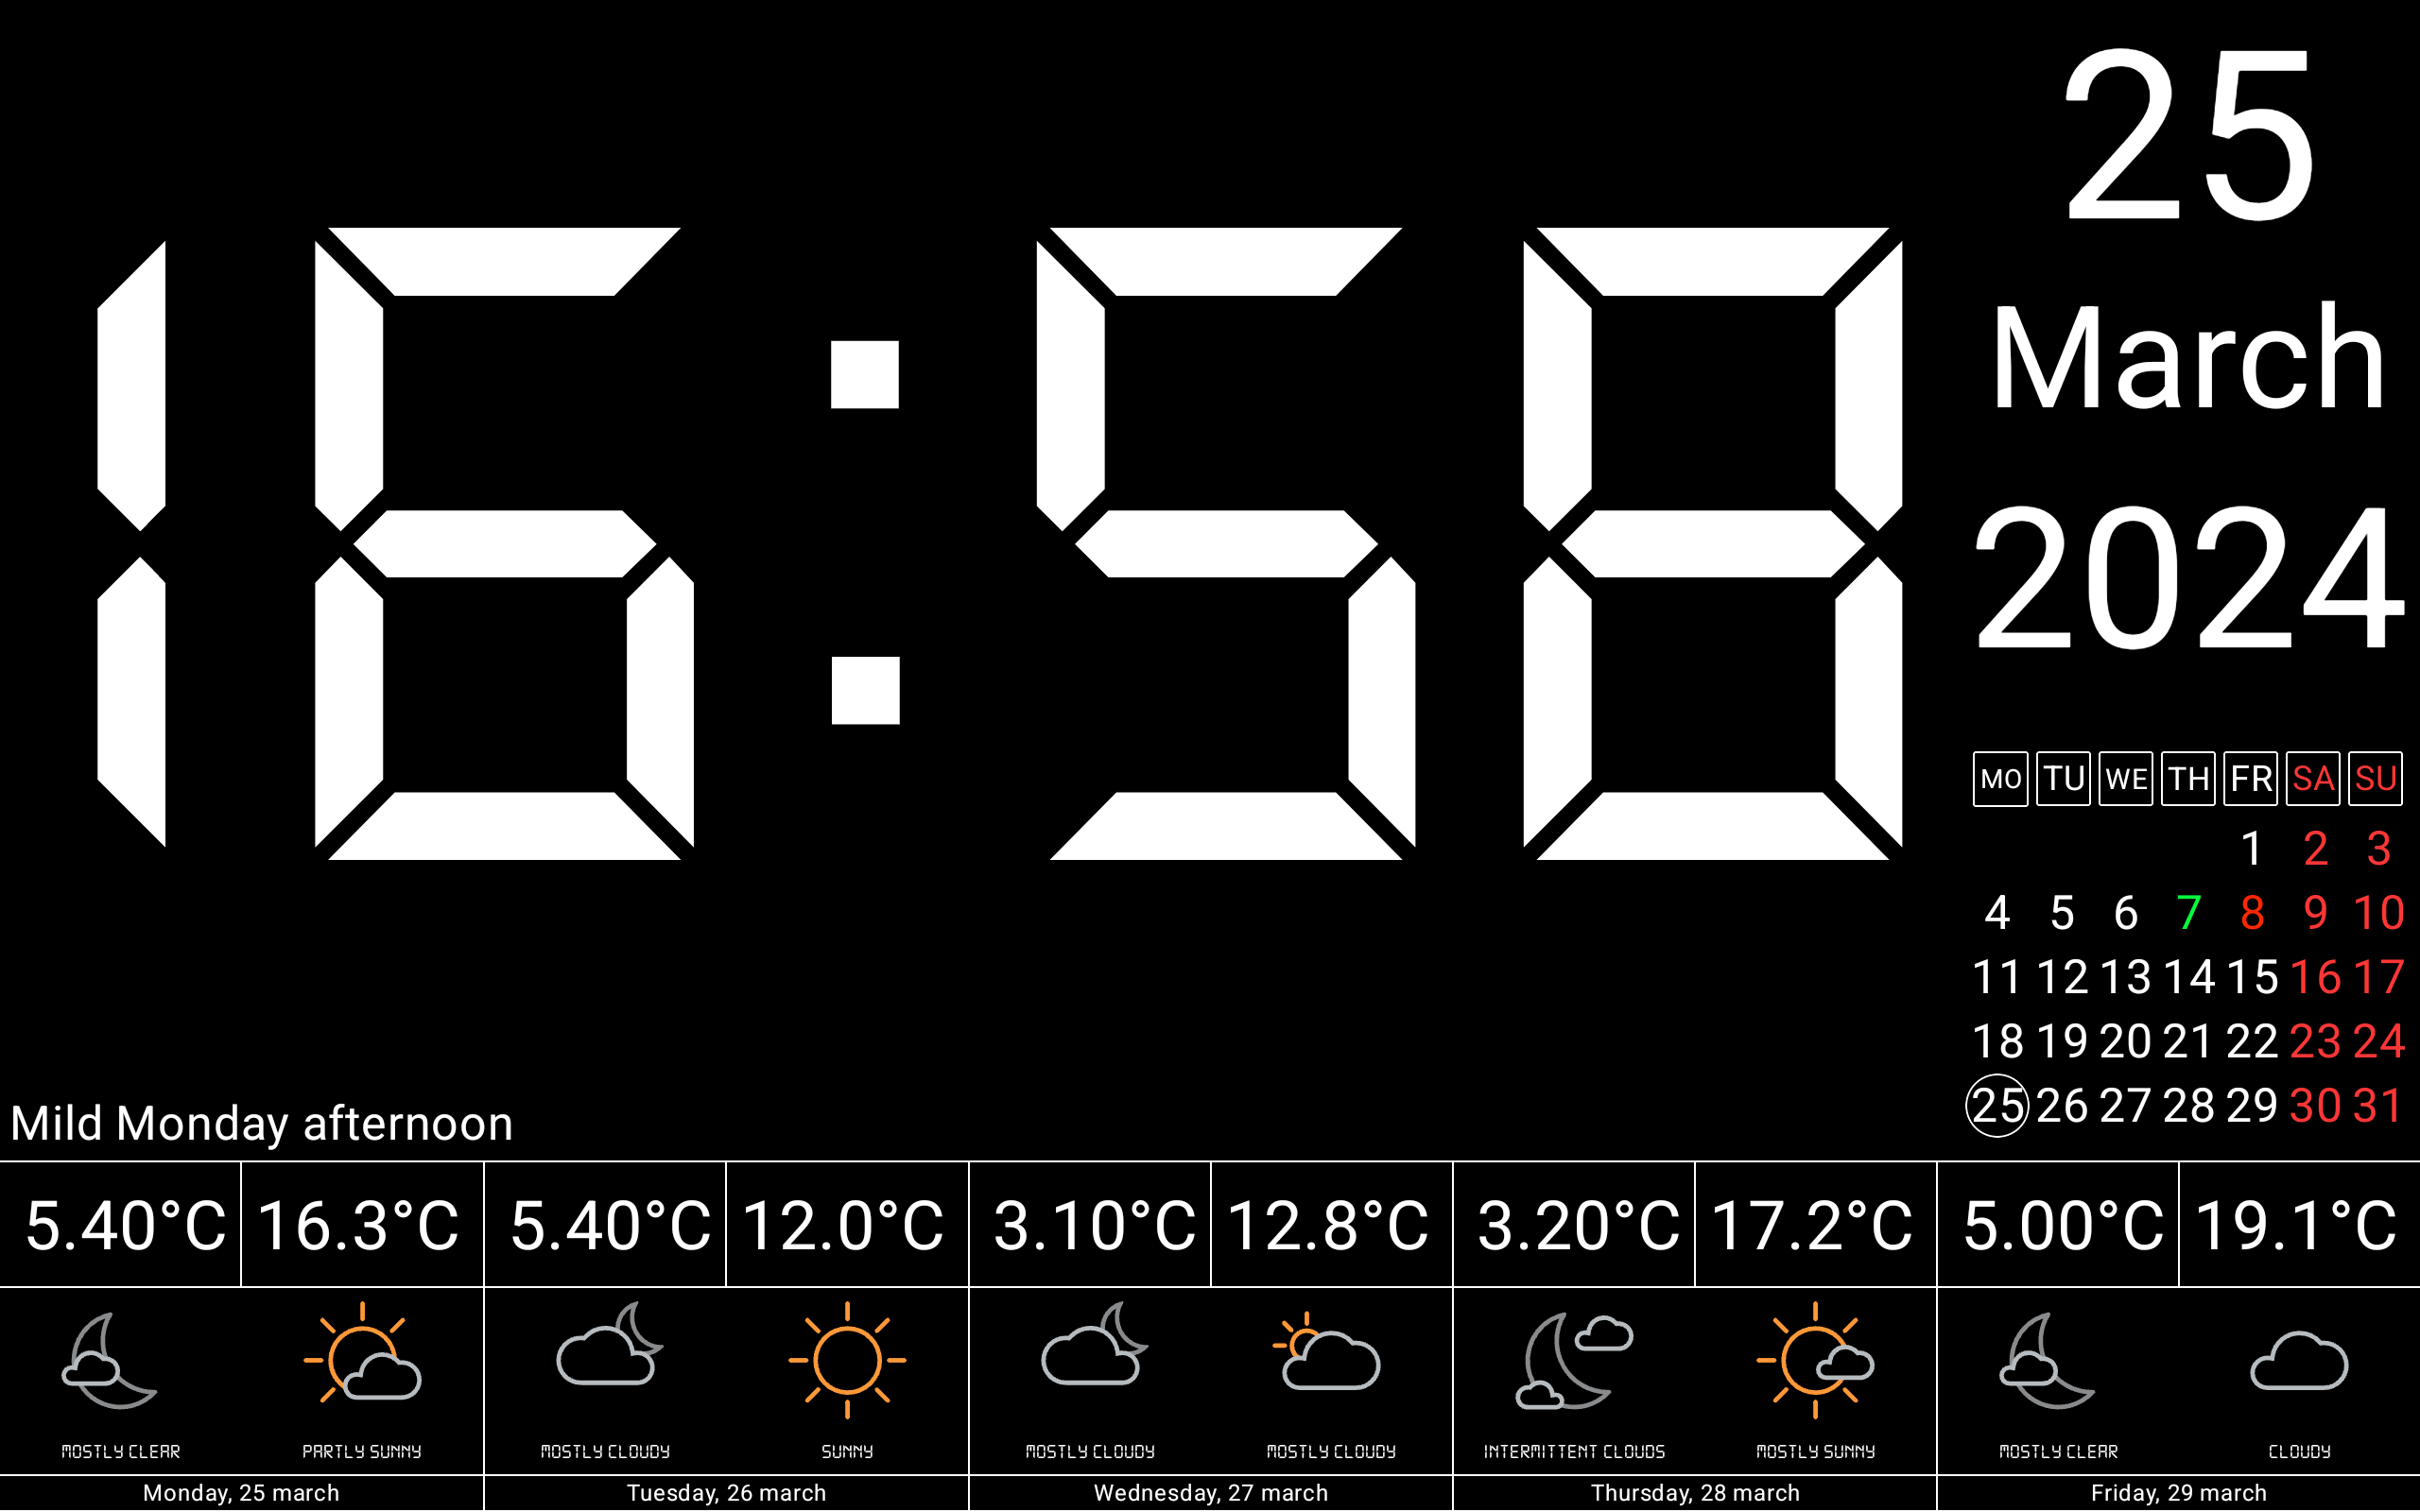 16:58
25
March
2024
MO TU WE TH FR SA SU
1 2 3
4 5 6 7 8 9 10
11 12 13 14 15 16 17
18 19 20 21 22 23 24
25 26 27 28 29 30 31
Mild Monday afternoon
5.40°C 16.3°C 5.40°C 12.0°C 3.10°C 12.8°C 3.20°C 17.2°C 5.00°C 19.1°C
MOSTLY CLEAR PARTLY SUNNY MOSTLY CLOUDY SUNNY MOSTLY CLOUDY MOSTLY CLOUDY INTERMITTENT CLOUDS MOSTLY SUNNY MOSTLY CLEAR CLOUDY
Monday, 25 march Tuesday, 26 march Wednesday, 27 march Thursday, 28 march Friday, 29 march